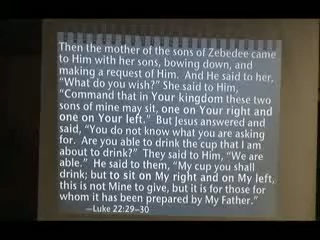 Then the mother of the sons of Zebedee came
to Him with her sons, bowing down, and
making a request of Him.  And He said to her,
"What do you wish?" She said to Him,
"Command that in Your kingdom these two
sons of mine may sit, one on Your right and
one on Your left."  But Jesus answered and
said, "You do not know what you are asking
for.  Are you able to drink the cup that I am
about to drink?"  They said to Him, "We are
able."  He said to them, "My cup you shall
drink; but to sit on My right and on My left,
this is not Mine to give, but it is for those for
whom it has been prepared by My Father."
—Luke 22:29–30